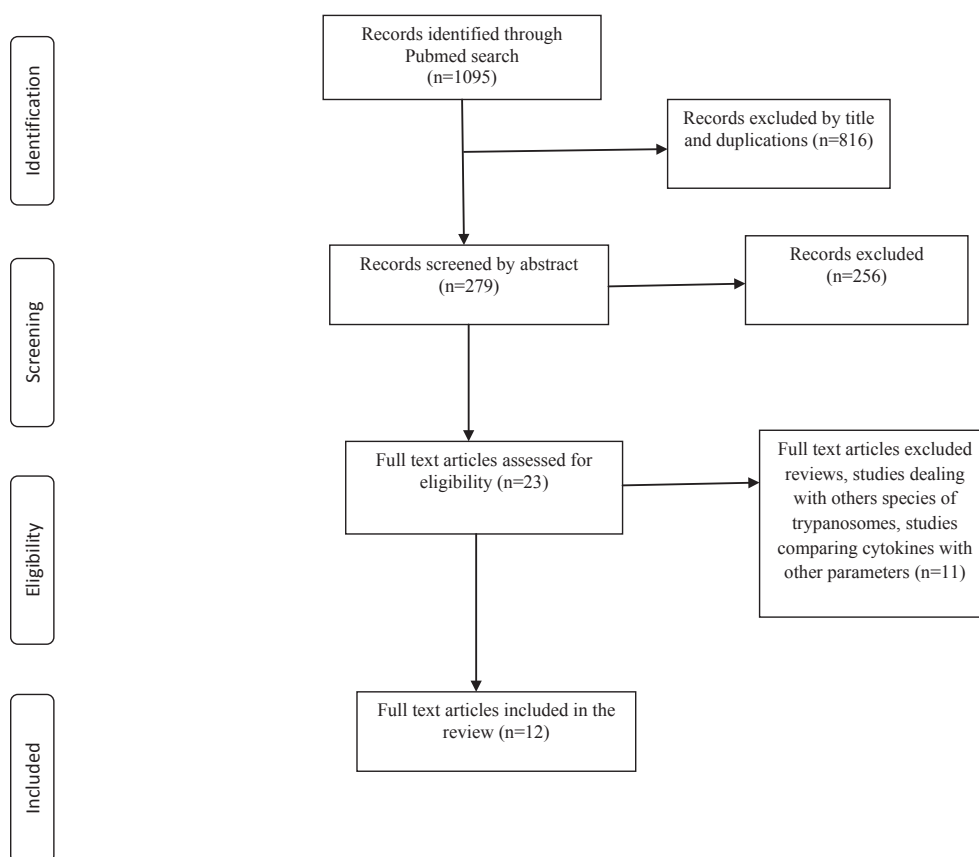 Identification
Records identified through
Pubmed search
(n=1095)
Records excluded by title
and duplications (n=816)
Screening
Records screened by abstract
(n=279)
Records excluded
(n=256)
Eligibility
Full text articles assessed for
eligibility (n=23)
Full text articles excluded
reviews, studies dealing
with others species of
trypanosomes, studies
comparing cytokines with
other parameters (n=11)
Included
Full text articles included in the
review (n=12)